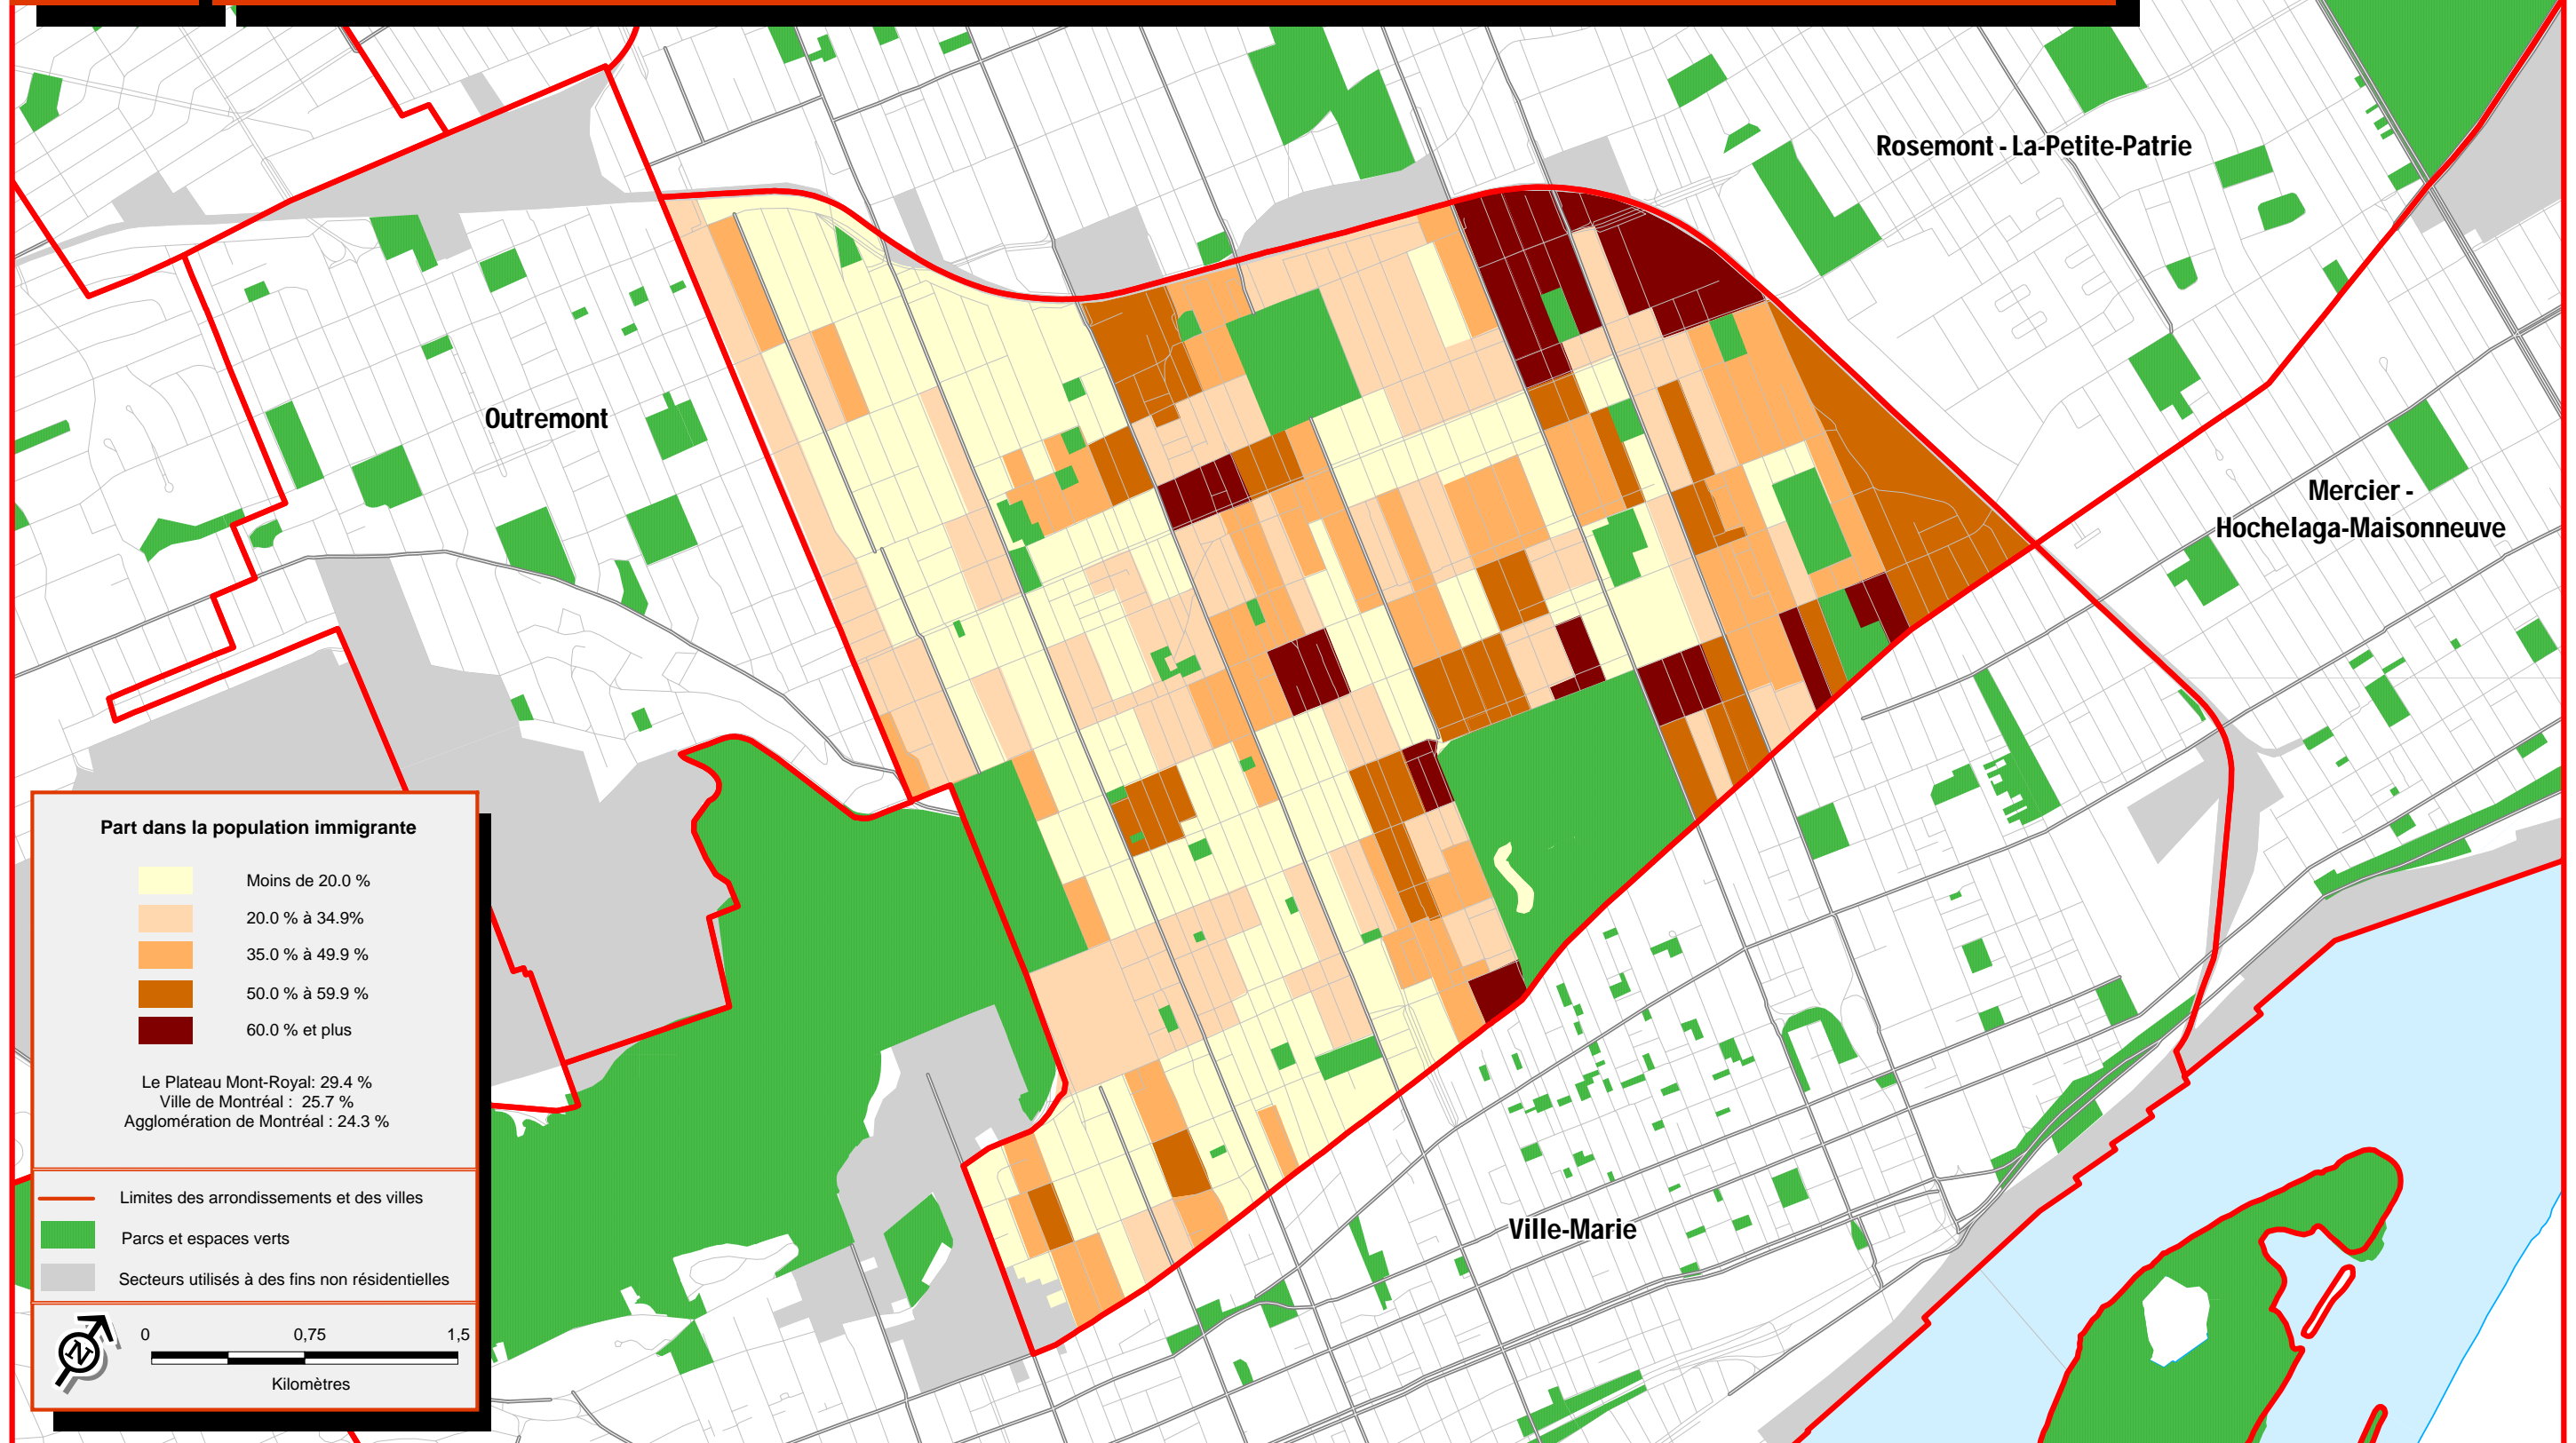 Rosemont - La-Petite-Patrie
Outremont
Mercier -
Hochelaga-Maisonneuve
Ville-Marie
Part dans la population immigrante
Moins de 20.0 %
20.0 % à 34.9%
35.0 % à 49.9 %
50.0 % à 59.9 %
60.0 % et plus
Le Plateau Mont-Royal: 29.4 %
Ville de Montréal : 25.7 %
Agglomération de Montréal : 24.3 %
Limites des arrondissements et des villes
Parcs et espaces verts
Secteurs utilisés à des fins non résidentielles
N
0 0,75 1,5
Kilomètres